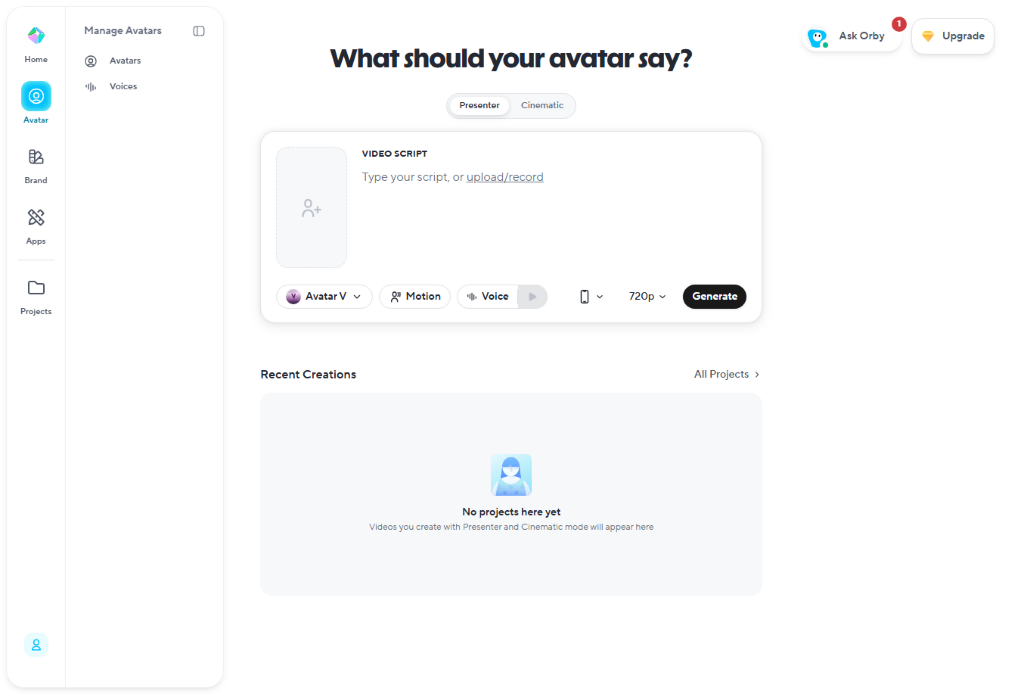 Home
Avatar
Brand
Apps
Projects
Manage Avatars
Avatars
Voices
What should your avatar say?
Ask Orby
1
Upgrade
Presenter
Cinematic
VIDEO SCRIPT
Type your script, or upload/record
Avatar V
Motion
Voice
720p
Generate
Recent Creations
All Projects
No projects here yet
Videos you create with Presenter and Cinematic mode will appear here